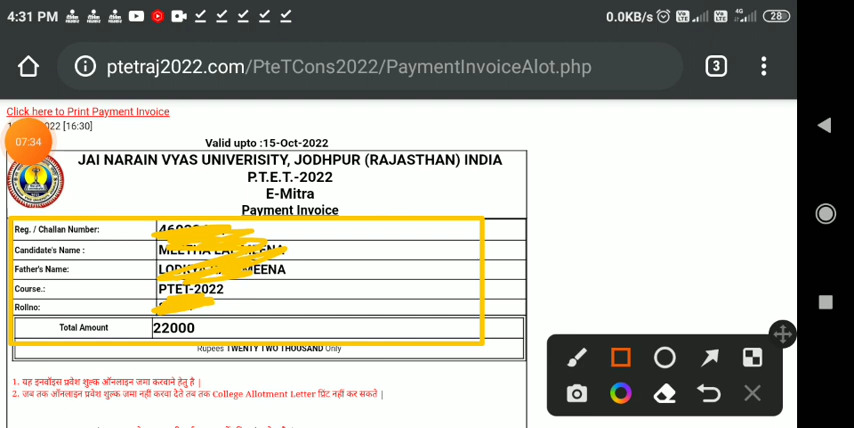 4:31 PM
0.0KB/s
28
ptetraj2022.com/PteTCons2022/PaymentInvoiceAlot.php
3
Click here to Print Payment Invoice
022 [16:30]
07:34
Valid upto :15-Oct-2022
JAI NARAIN VYAS UNIVERISITY, JODHPUR (RAJASTHAN) INDIA
P.T.E.T.-2022
E-Mitra
Payment Invoice
Reg. / Challan Number:
Candidate's Name : MEENA
Father's Name: MEENA
Course.: PTET-2022
Rollno:
Total Amount 22000
Rupees TWENTY TWO THOUSAND Only
1. यह इनवॉइस प्रवेश शुल्क ऑनलाइन जमा करवाने हेतु है |
2. जब तक ऑनलाइन प्रवेश शुल्क जमा नहीं करवा देते तब तक College Allotment Letter प्रिंट नहीं कर सकते |